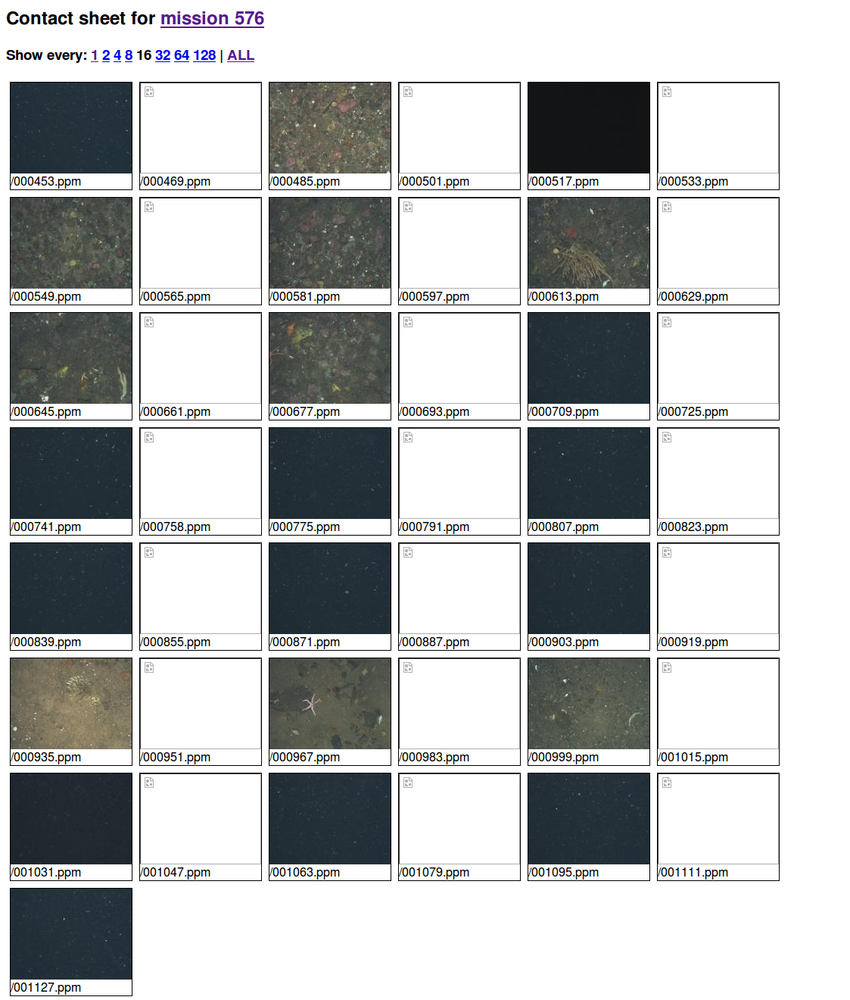 Contact sheet for mission 576
Show every: 1 2 4 8 16 32 64 128 | ALL
/000453.ppm /000469.ppm /000485.ppm /000501.ppm /000517.ppm /000533.ppm
/000549.ppm /000565.ppm /000581.ppm /000597.ppm /000613.ppm /000629.ppm
/000645.ppm /000661.ppm /000677.ppm /000693.ppm /000709.ppm /000725.ppm
/000741.ppm /000758.ppm /000775.ppm /000791.ppm /000807.ppm /000823.ppm
/000839.ppm /000855.ppm /000871.ppm /000887.ppm /000903.ppm /000919.ppm
/000935.ppm /000951.ppm /000967.ppm /000983.ppm /000999.ppm /001015.ppm
/001031.ppm /001047.ppm /001063.ppm /001079.ppm /001095.ppm /001111.ppm
/001127.ppm